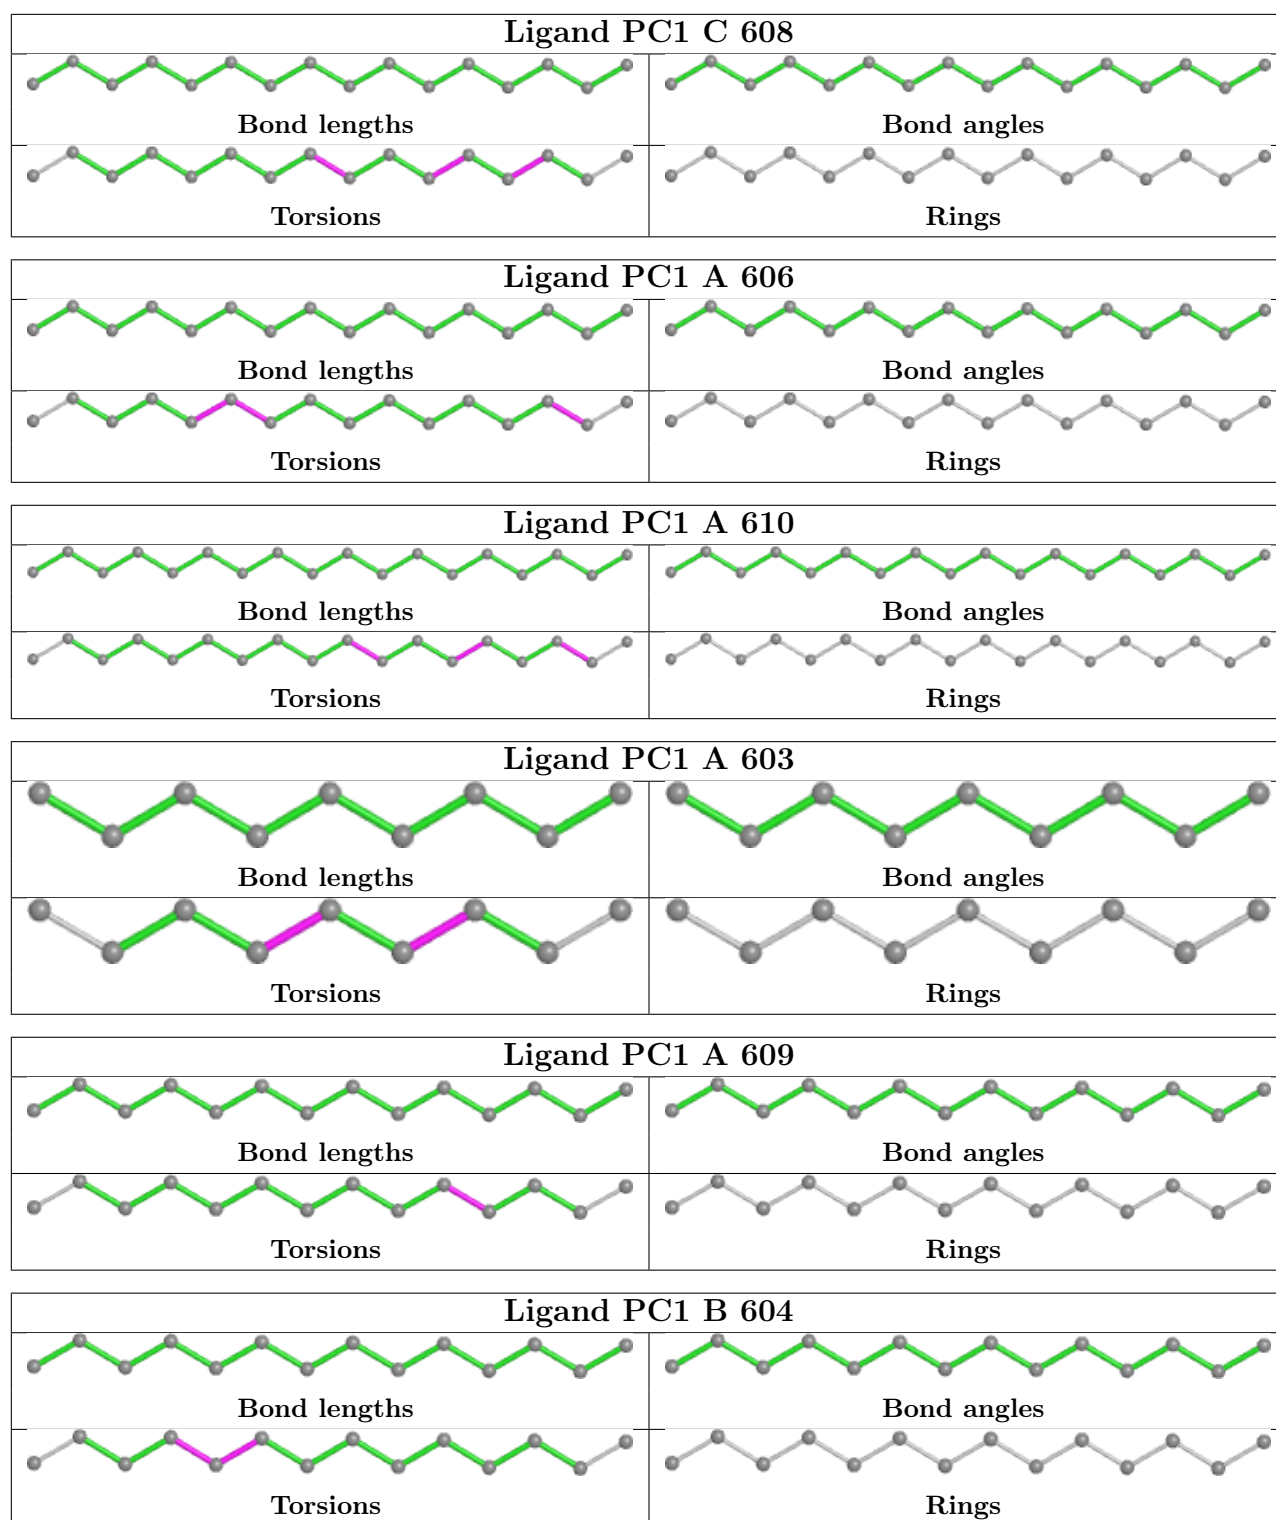 Ligand PC1 C 608
Bond lengths
Bond angles
Torsions
Rings
Ligand PC1 A 606
Bond lengths
Bond angles
Torsions
Rings
Ligand PC1 A 610
Bond lengths
Bond angles
Torsions
Rings
Ligand PC1 A 603
Bond lengths
Bond angles
Torsions
Rings
Ligand PC1 A 609
Bond lengths
Bond angles
Torsions
Rings
Ligand PC1 B 604
Bond lengths
Bond angles
Torsions
Rings